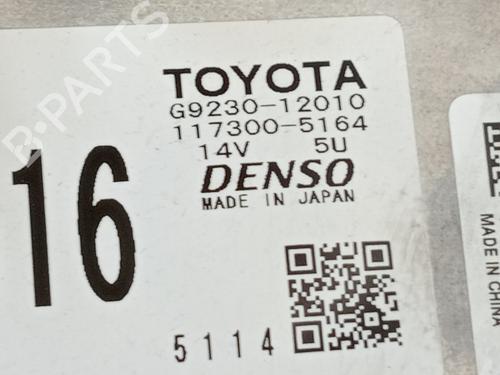 B-PARTS
TOYOTA
G9230-12010
117300-5164
14V 5U
DENSO
MADE IN JAPAN
16
5114
MADE IN CHINA